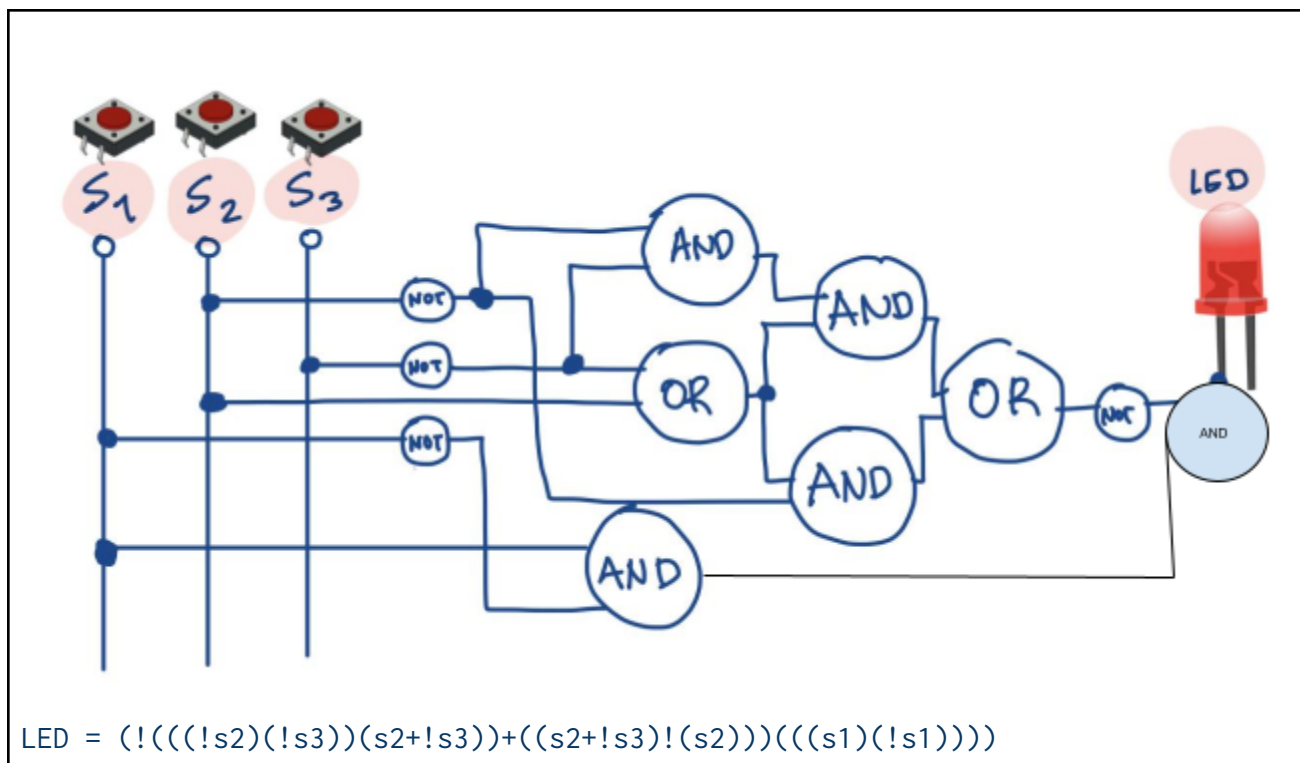 S1 S2 S3
LED
AND
NOT
AND
NOT
OR
OR
NOT
AND
NOT
AND
AND
LED = (!(((!s2)(!s3))(s2+!s3))+((s2+!s3)!(s2)))(((s1)(!s1))))